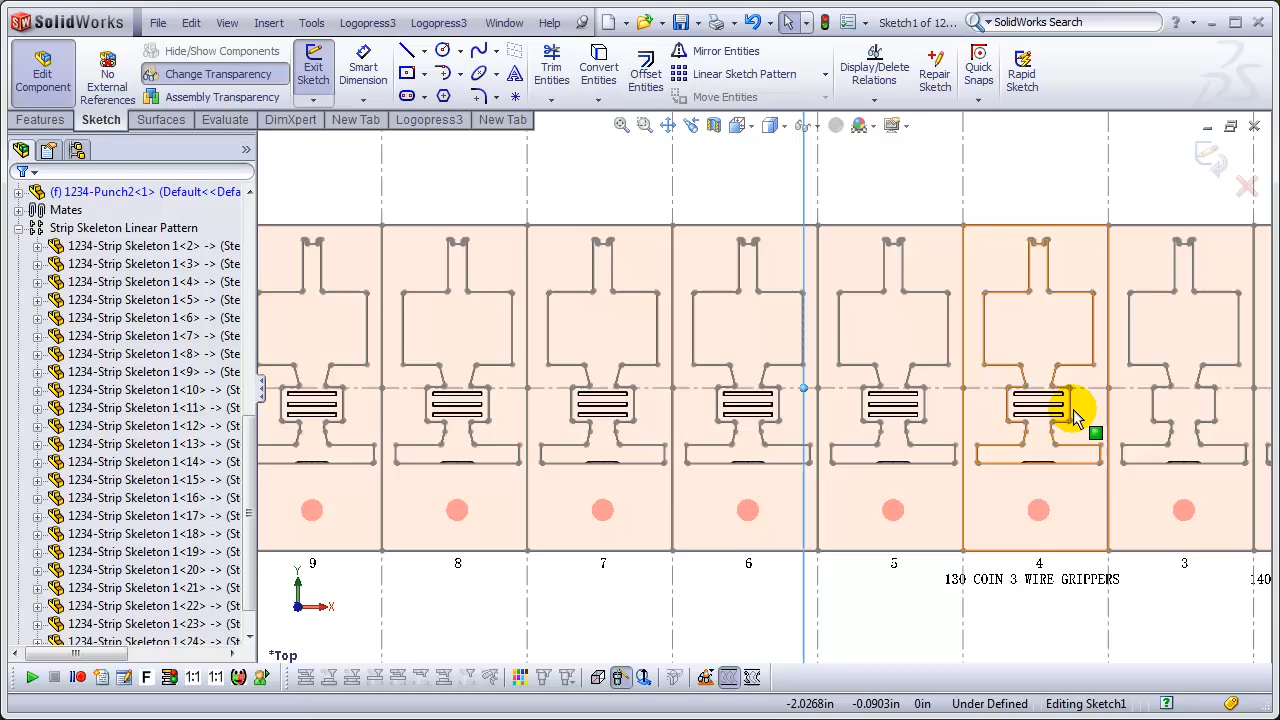 SolidWorks File Edit View Insert Tools Logopress3 Logopress3 Window Help Sketch1 of 12... SolidWorks Search ?
Edit Component
No External References
Hide/Show Components
Change Transparency
Assembly Transparency
Exit Sketch
Smart Dimension
Trim Entities
Convert Entities
Offset Entities
Mirror Entities
Linear Sketch Pattern
Move Entities
Display/Delete Relations
Repair Sketch
Quick Snaps
Rapid Sketch
Features Sketch Surfaces Evaluate DimXpert New Tab Logopress3 New Tab
(f) 1234-Punch2<1> (Default<<Defa
Mates
Strip Skeleton Linear Pattern
1234-Strip Skeleton 1<2> -> (Ste
1234-Strip Skeleton 1<3> -> (Ste
1234-Strip Skeleton 1<4> -> (Ste
1234-Strip Skeleton 1<5> -> (Ste
1234-Strip Skeleton 1<6> -> (Ste
1234-Strip Skeleton 1<7> -> (Ste
1234-Strip Skeleton 1<8> -> (Ste
1234-Strip Skeleton 1<9> -> (Ste
1234-Strip Skeleton 1<10> -> (St
1234-Strip Skeleton 1<11> -> (St
1234-Strip Skeleton 1<12> -> (St
1234-Strip Skeleton 1<13> -> (St
1234-Strip Skeleton 1<14> -> (St
1234-Strip Skeleton 1<15> -> (St
1234-Strip Skeleton 1<16> -> (St
1234-Strip Skeleton 1<17> -> (St
1234-Strip Skeleton 1<18> -> (St
1234-Strip Skeleton 1<19> -> (St
1234-Strip Skeleton 1<20> -> (St
1234-Strip Skeleton 1<21> -> (St
1234-Strip Skeleton 1<22> -> (St
1234-Strip Skeleton 1<23> -> (St
1234-Strip Skeleton 1<24> -> (St
9 8 7 6 5 4 3
130 COIN 3 WIRE GRIPPERS 140
Y
X
*Top
F 1:1 1:1
-2.0268in -0.0903in 0in Under Defined Editing Sketch1 ?